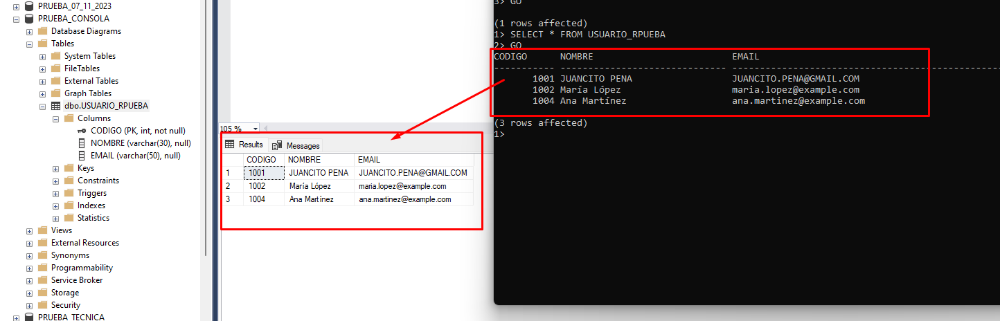 PRUEBA_07_11_2023
PRUEBA_CONSOLA
Database Diagrams
Tables
System Tables
FileTables
External Tables
Graph Tables
dbo.USUARIO_RPUEBA
Columns
CODIGO (PK, int, not null)
NOMBRE (varchar(30), null)
EMAIL (varchar(50), null)
Keys
Constraints
Triggers
Indexes
Statistics
Views
External Resources
Synonyms
Programmability
Service Broker
Storage
Security
PRUEBA_TECNICA
105 %
Results Messages
CODIGO NOMBRE EMAIL
1 1001 JUANCITO PENA JUANCITO.PENA@GMAIL.COM
2 1002 María López maria.lopez@example.com
3 1004 Ana Martínez ana.martinez@example.com
3> GO
(1 rows affected)
1> SELECT * FROM USUARIO_RPUEBA
2> GO
CODIGO NOMBRE EMAIL
----------- ------------------------------ --------------------------------------------------
1001 JUANCITO PENA JUANCITO.PENA@GMAIL.COM
1002 María López maria.lopez@example.com
1004 Ana Martínez ana.martinez@example.com
(3 rows affected)
1>